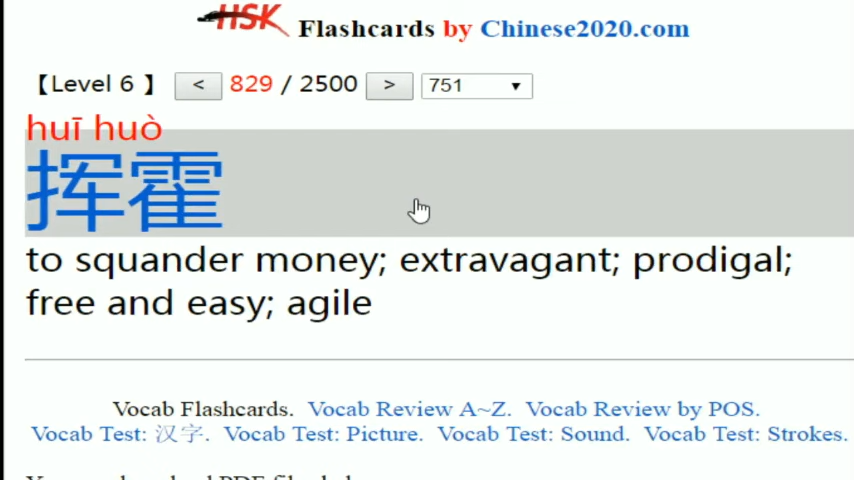 HSK Flashcards by Chinese2020.com
【Level 6 】 < 829 / 2500 > 751
huī huò
挥霍
to squander money; extravagant; prodigal;
free and easy; agile
Vocab Flashcards. Vocab Review A~Z. Vocab Review by POS.
Vocab Test: 汉字. Vocab Test: Picture. Vocab Test: Sound. Vocab Test: Strokes.